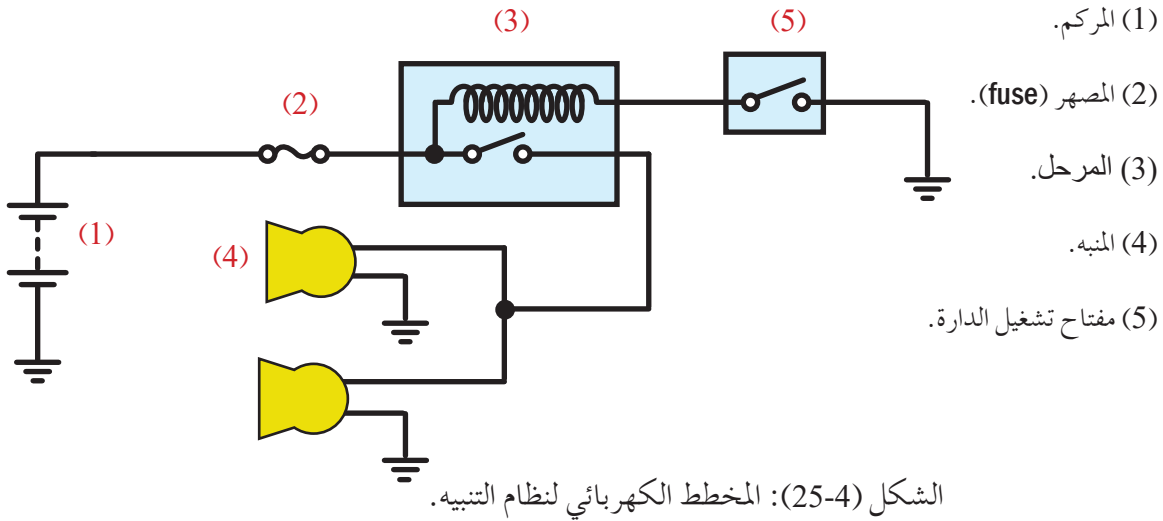 (3)
(5)
(1) المركم.
(2)
(2) المصهر (fuse).
(3) المرحل.
(1)
(4)
(4) المنبه.
(5) مفتاح تشغيل الدارة.
الشكل (4-25): المخطط الكهربائي لنظام التنبيه.